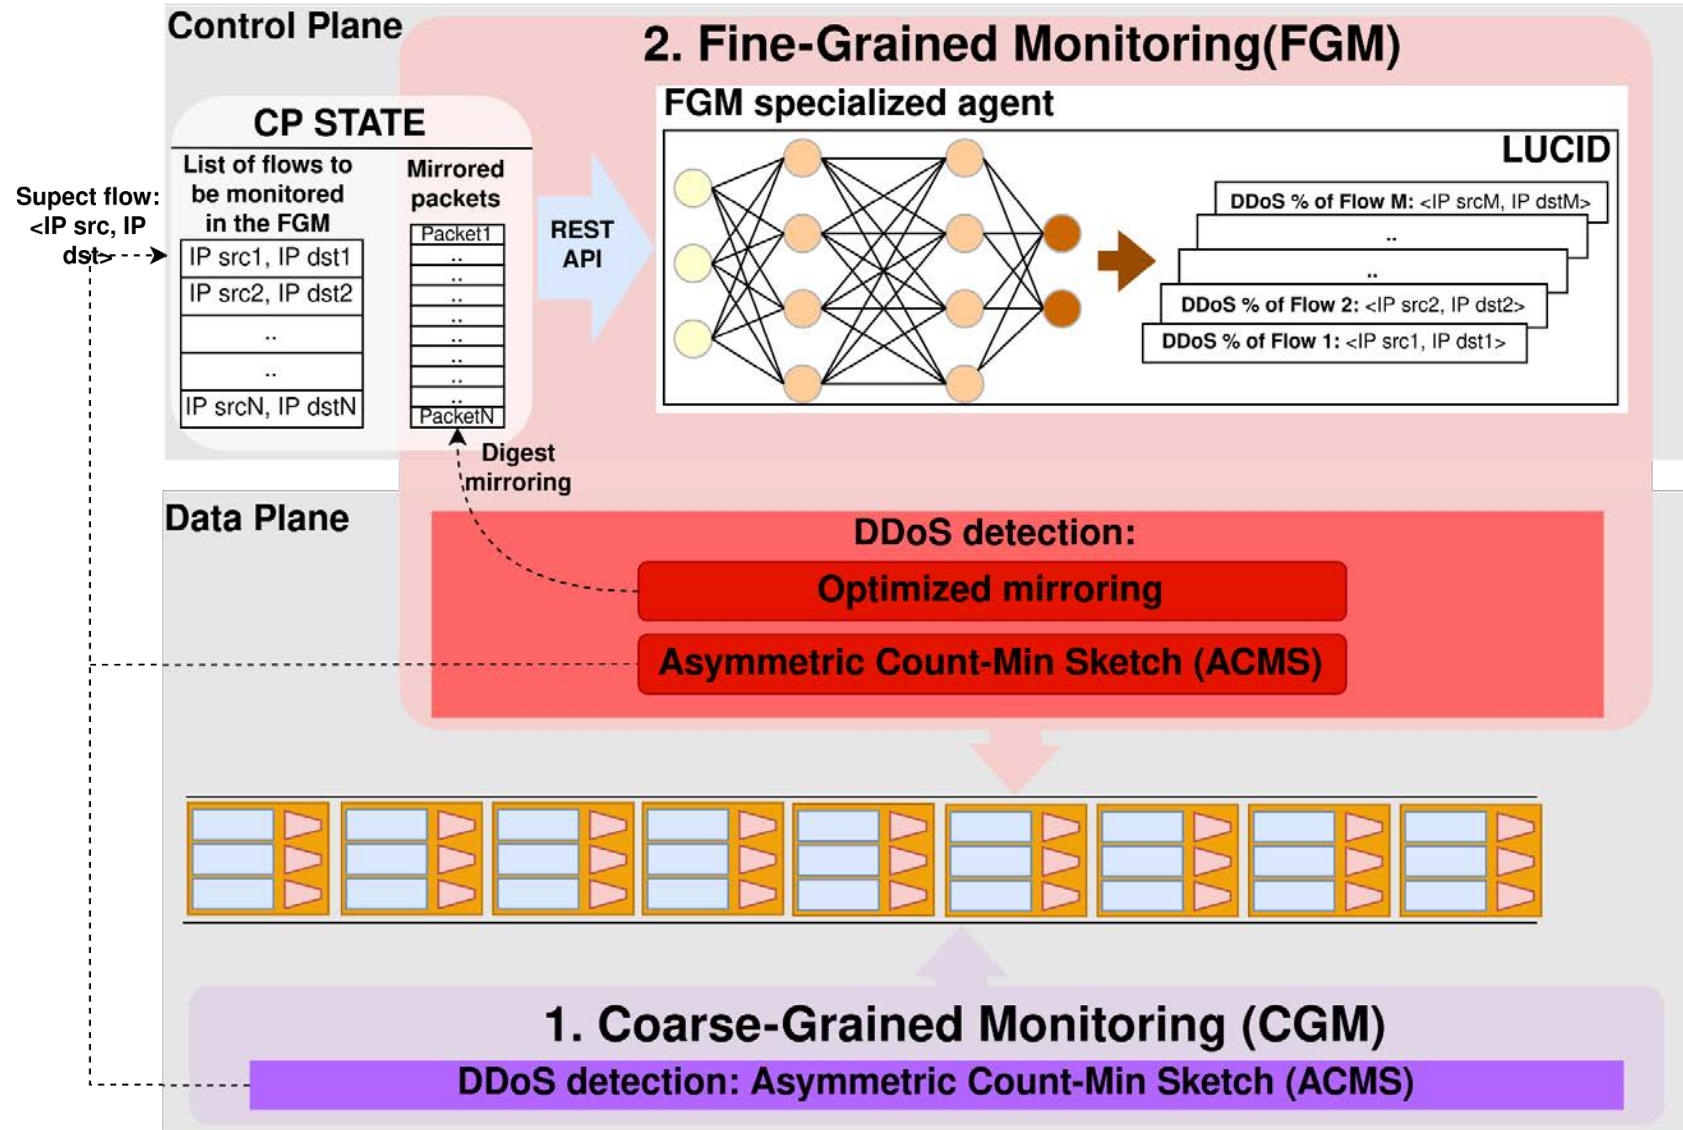 Control Plane
2. Fine-Grained Monitoring(FGM)
FGM specialized agent
CP STATE
List of flows to
be monitored
in the FGM
Mirrored
packets
Supect flow:
<IP src, IP
dst>
IP src1, IP dst1
IP src2, IP dst2
..
..
IP srcN, IP dstN
Packet1
..
..
..
..
..
..
..
..
PacketN
REST
API
LUCID
DDoS % of Flow M: <IP srcM, IP dstM>
..
..
DDoS % of Flow 2: <IP src2, IP dst2>
DDoS % of Flow 1: <IP src1, IP dst1>
Digest
mirroring
Data Plane
DDoS detection:
Optimized mirroring
Asymmetric Count-Min Sketch (ACMS)
1. Coarse-Grained Monitoring (CGM)
DDoS detection: Asymmetric Count-Min Sketch (ACMS)